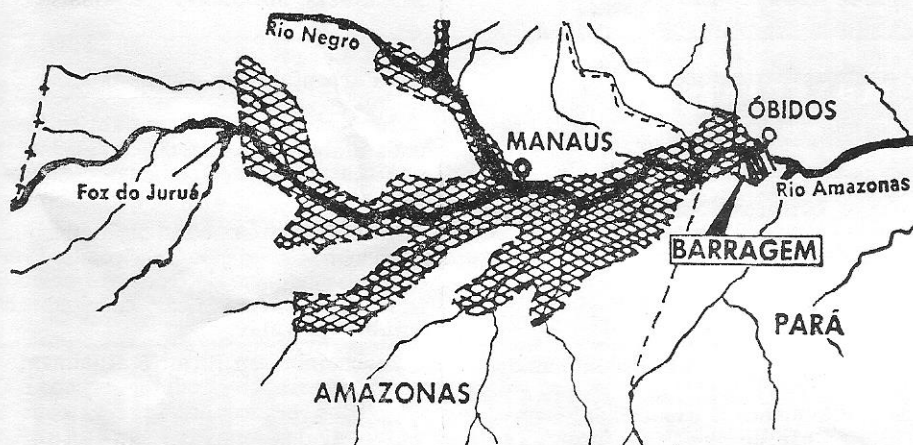 Rio Negro
ÓBIDOS
MANAUS
Foz do Juruá
Rio Amazonas
BARRAGEM
PARÁ
AMAZONAS